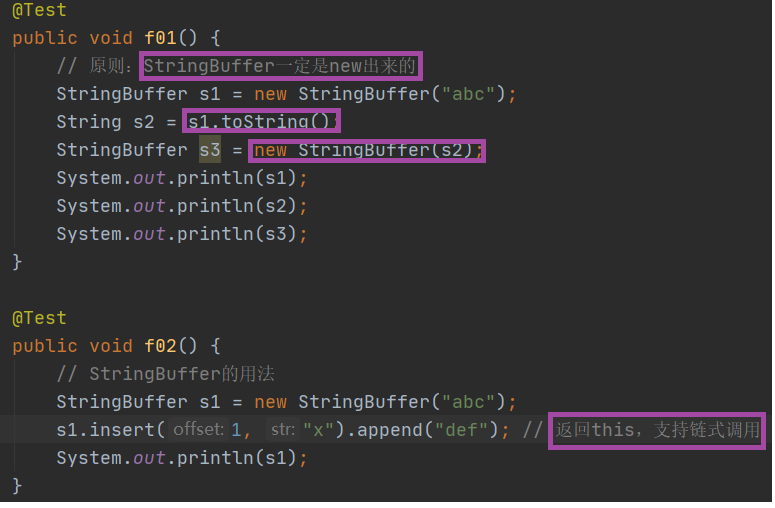 @Test
public void f01() {
// 原则：StringBuffer一定是new出来的
StringBuffer s1 = new StringBuffer("abc");
String s2 = s1.toString();
StringBuffer s3 = new StringBuffer(s2);
System.out.println(s1);
System.out.println(s2);
System.out.println(s3);
}
@Test
public void f02() {
// StringBuffer的用法
StringBuffer s1 = new StringBuffer("abc");
s1.insert( offset: 1, str: "x").append("def"); // 返回this，支持链式调用
System.out.println(s1);
}